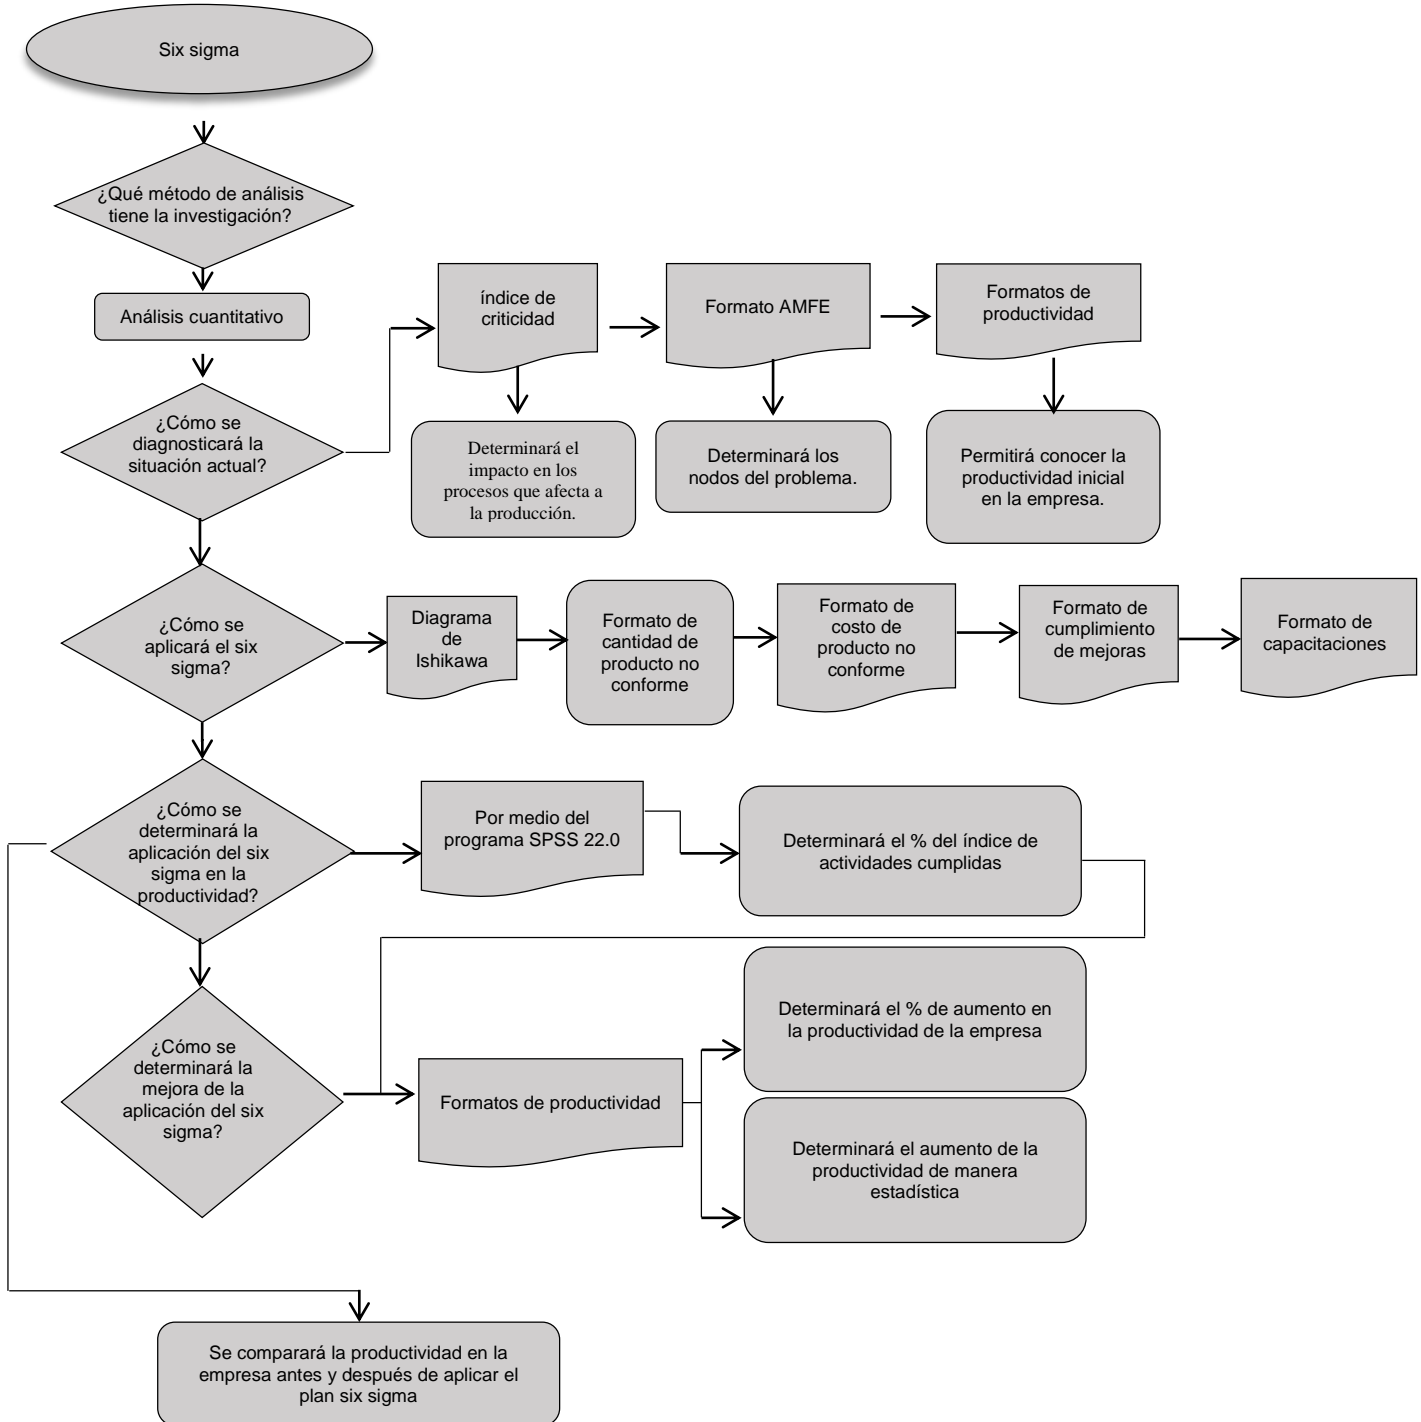 Six sigma
¿Qué método de análisis
tiene la investigación?
Análisis cuantitativo
¿Cómo se
diagnosticará la
situación actual?
índice de
criticidad
Formato AMFE
Formatos de
productividad
Determinará el
impacto en los
procesos que afecta a
la producción.
Determinará los
nodos del problema.
Permitirá conocer la
productividad inicial
en la empresa.
¿Cómo se
aplicará el six
sigma?
Diagrama
de
Ishikawa
Formato de
cantidad de
producto no
conforme
Formato de
costo de
producto no
conforme
Formato de
cumplimiento
de mejoras
Formato de
capacitaciones
¿Cómo se
determinará la
aplicación del six
sigma en la
productividad?
Por medio del
programa SPSS 22.0
Determinará el % del índice de
actividades cumplidas
¿Cómo se
determinará la
mejora de la
aplicación del six
sigma?
Formatos de productividad
Determinará el % de aumento en
la productividad de la empresa
Determinará el aumento de la
productividad de manera
estadística
Se comparará la productividad en la
empresa antes y después de aplicar el
plan six sigma